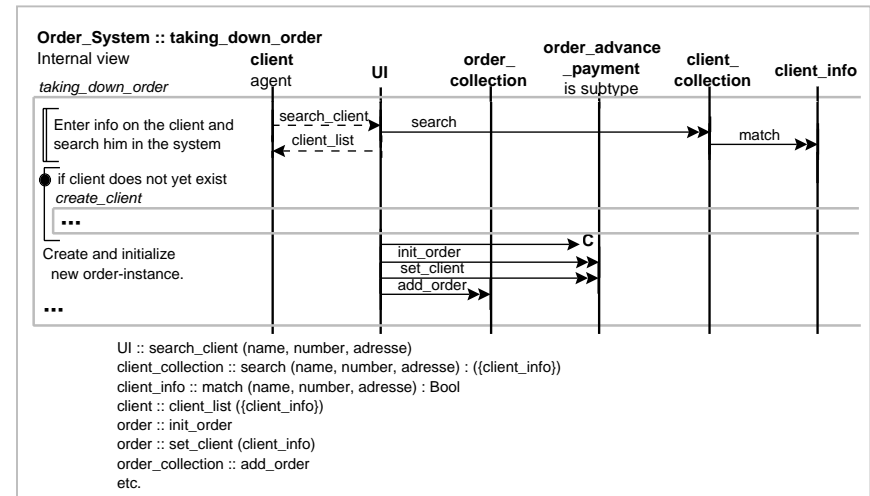 Order_System :: taking_down_order
Internal view
taking_down_order
client
agent
UI
order_
collection
order_advance
_payment
is subtype
client_
collection
client_info
Enter info on the client and
search him in the system
search_client
client_list
search
match
if client does not yet exist
create_client
...
Create and initialize
new order-instance.
C
init_order
set_client
add_order
...
UI :: search_client (name, number, adresse)
client_collection :: search (name, number, adresse) : ({client_info})
client_info :: match (name, number, adresse) : Bool
client :: client_list ({client_info})
order :: init_order
order :: set_client (client_info)
order_collection :: add_order
etc.